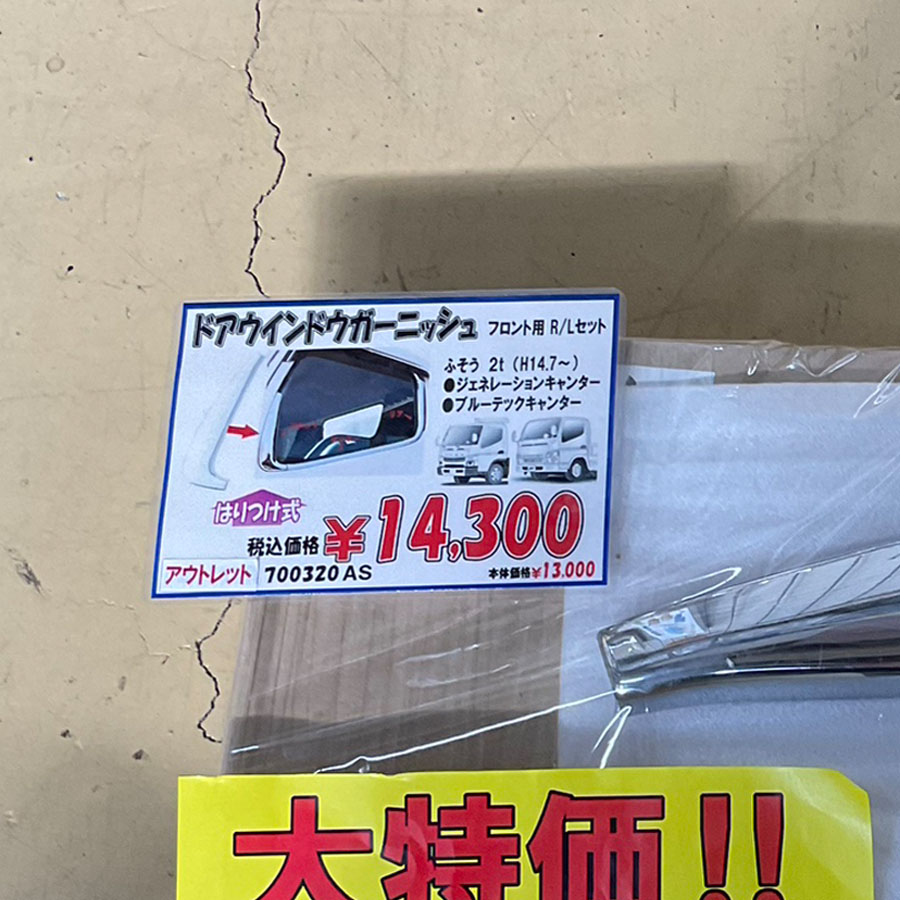 ドアウインドウガーニッシュ フロント用 R/Lセット
ふそう 2t (H14.7〜)
●ジェネレーションキャンター
●ブルーテックキャンター
はりつけ式
税込価格 ¥14,300
アウトレット 700320AS 本体価格¥13.000
大特価!!